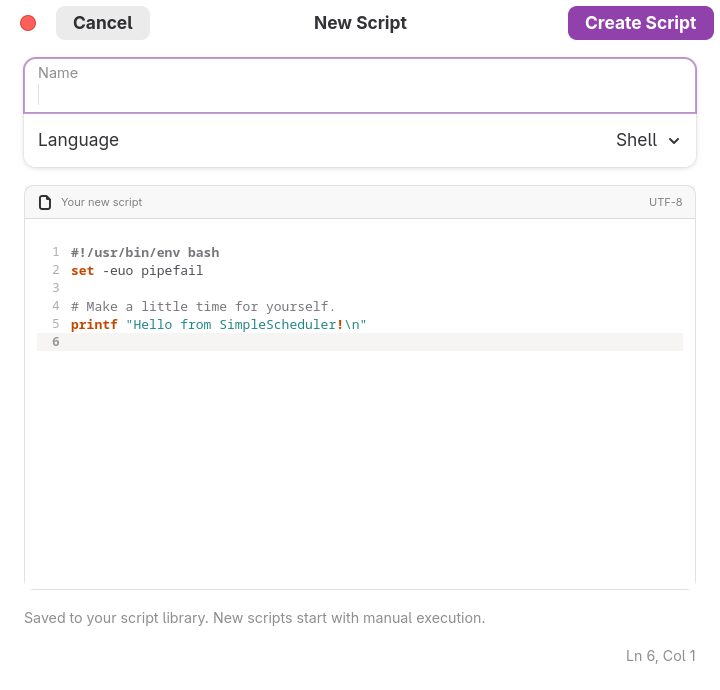 Cancel New Script Create Script
Name
Language Shell
Your new script UTF-8
1 #!/usr/bin/env bash
2 set -euo pipefail
3
4 # Make a little time for yourself.
5 printf "Hello from SimpleScheduler!\n"
6
Saved to your script library. New scripts start with manual execution.
Ln 6, Col 1